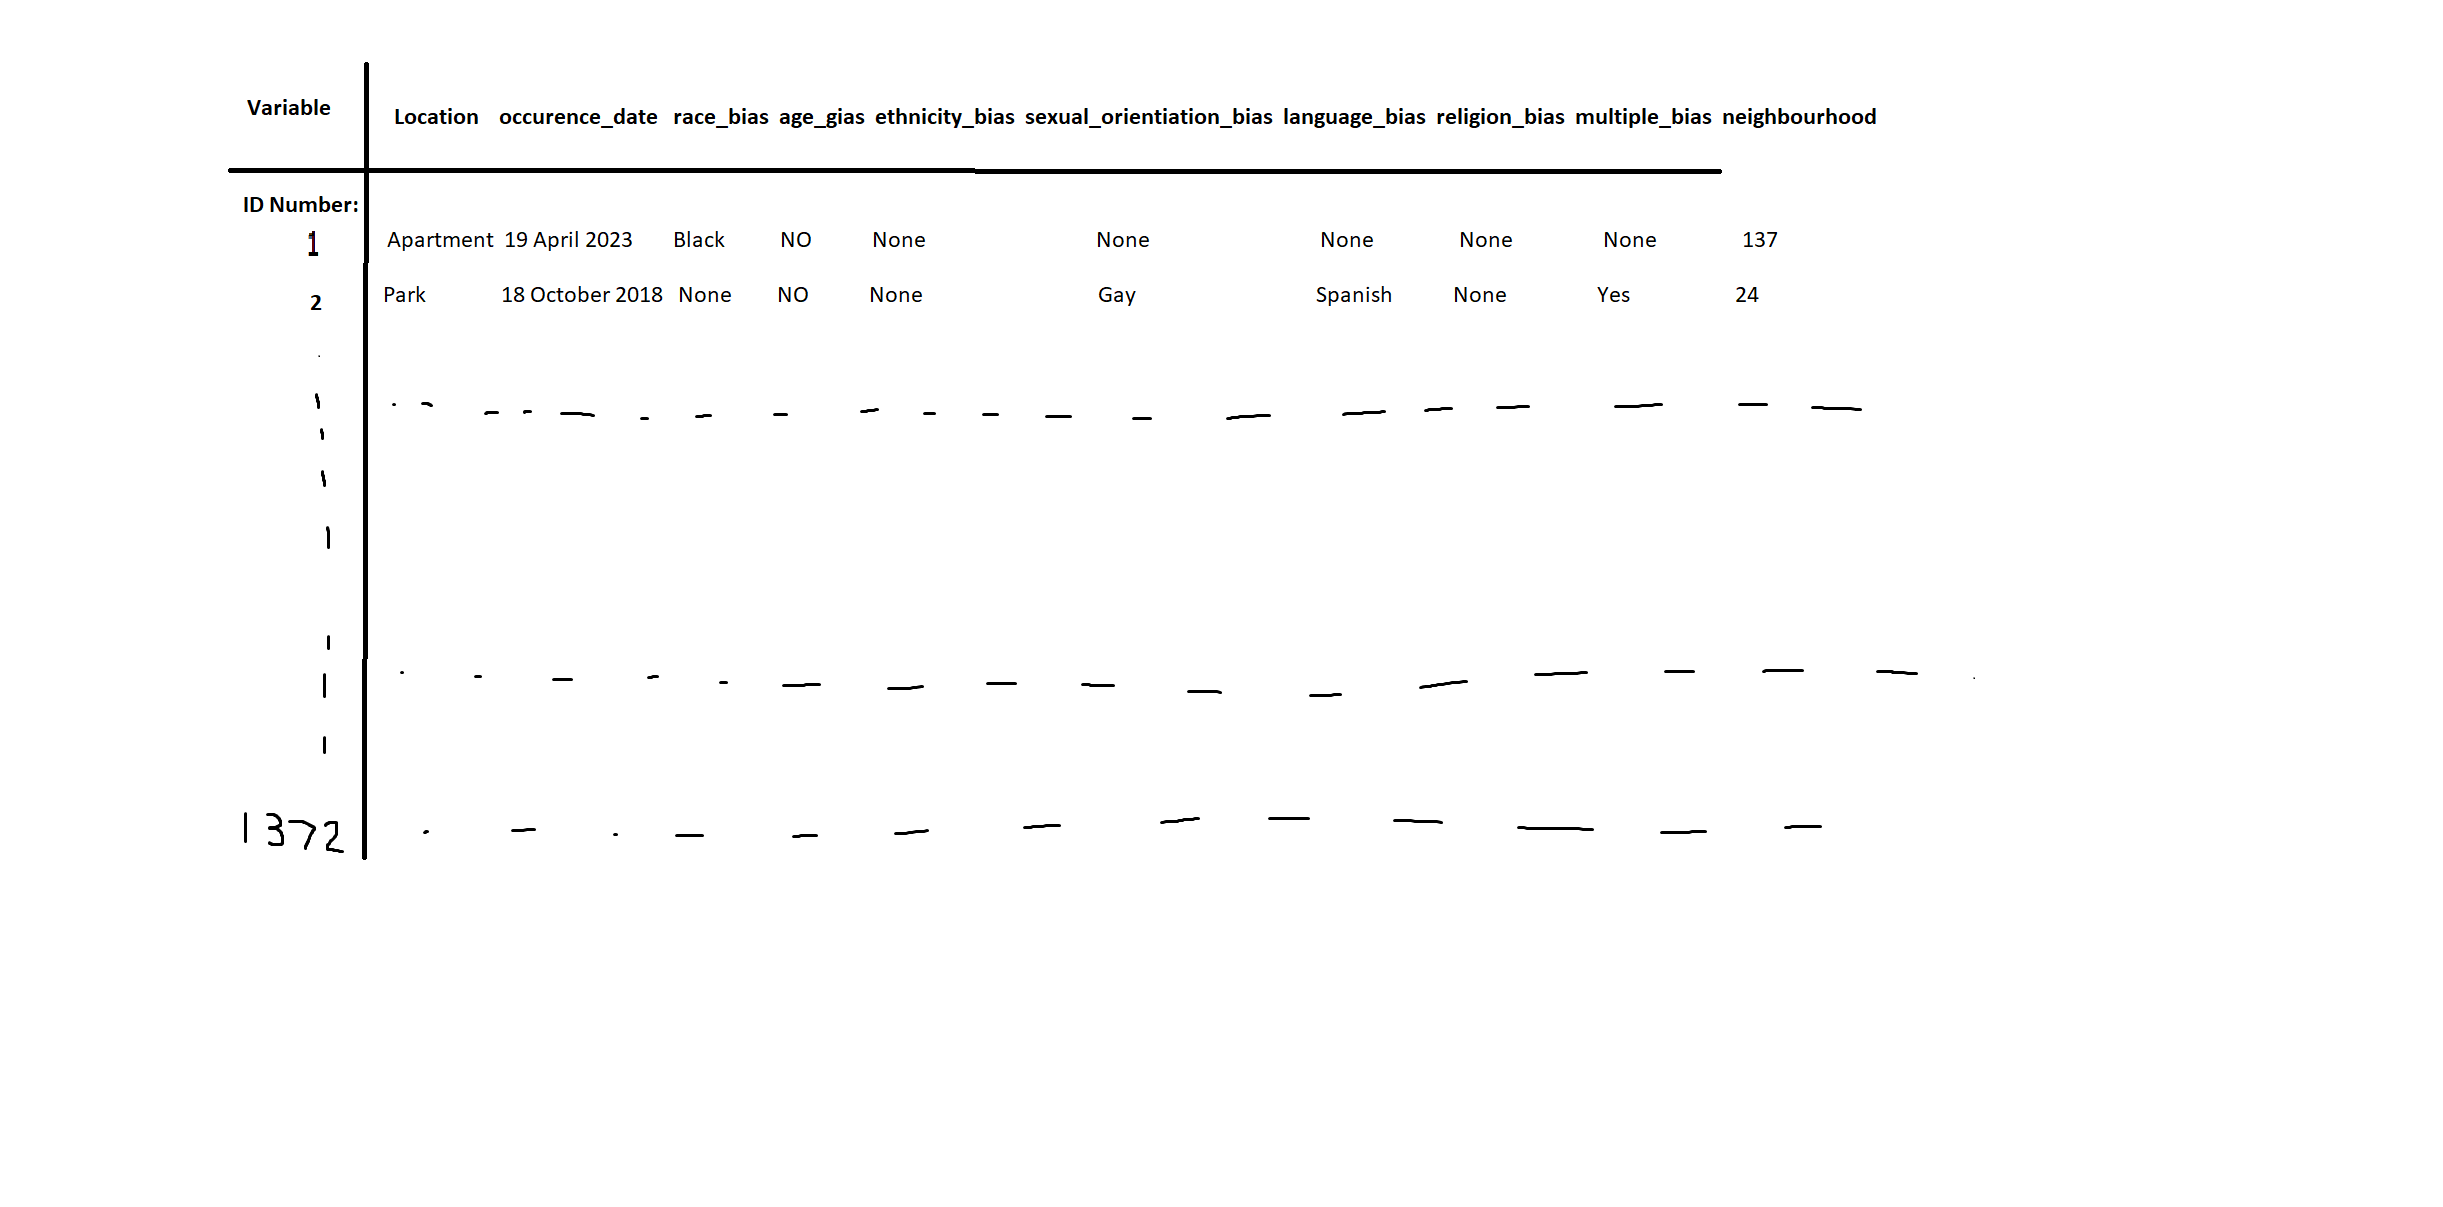 Variable
Location occurence_date race_bias age_gias ethnicity_bias sexual_orientiation_bias language_bias religion_bias multiple_bias neighbourhood
ID Number:
1 Apartment 19 April 2023 Black NO None None None None None 137
2 Park 18 October 2018 None NO None Gay Spanish None Yes 24
1372